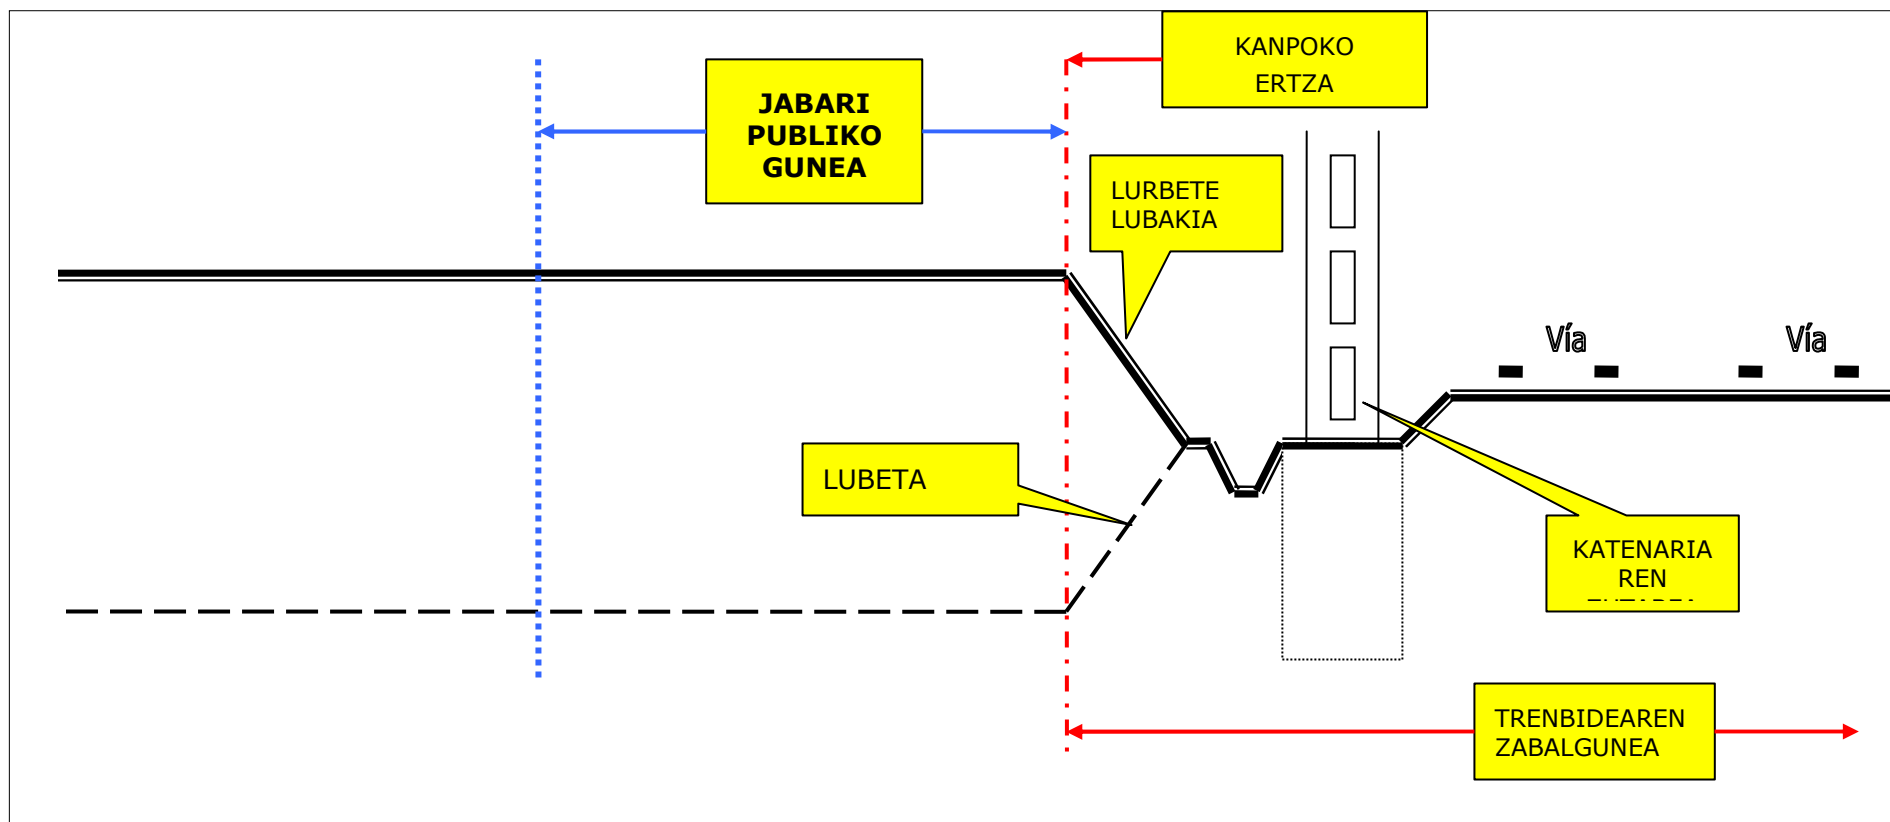 KANPOKO
ERTZA
JABARI
PUBLIKO
GUNEA
LURBETE
LUBAKIA
Vía
Vía
LUBETA
KATENARIA
REN
TRENBIDEAREN
ZABALGUNEA